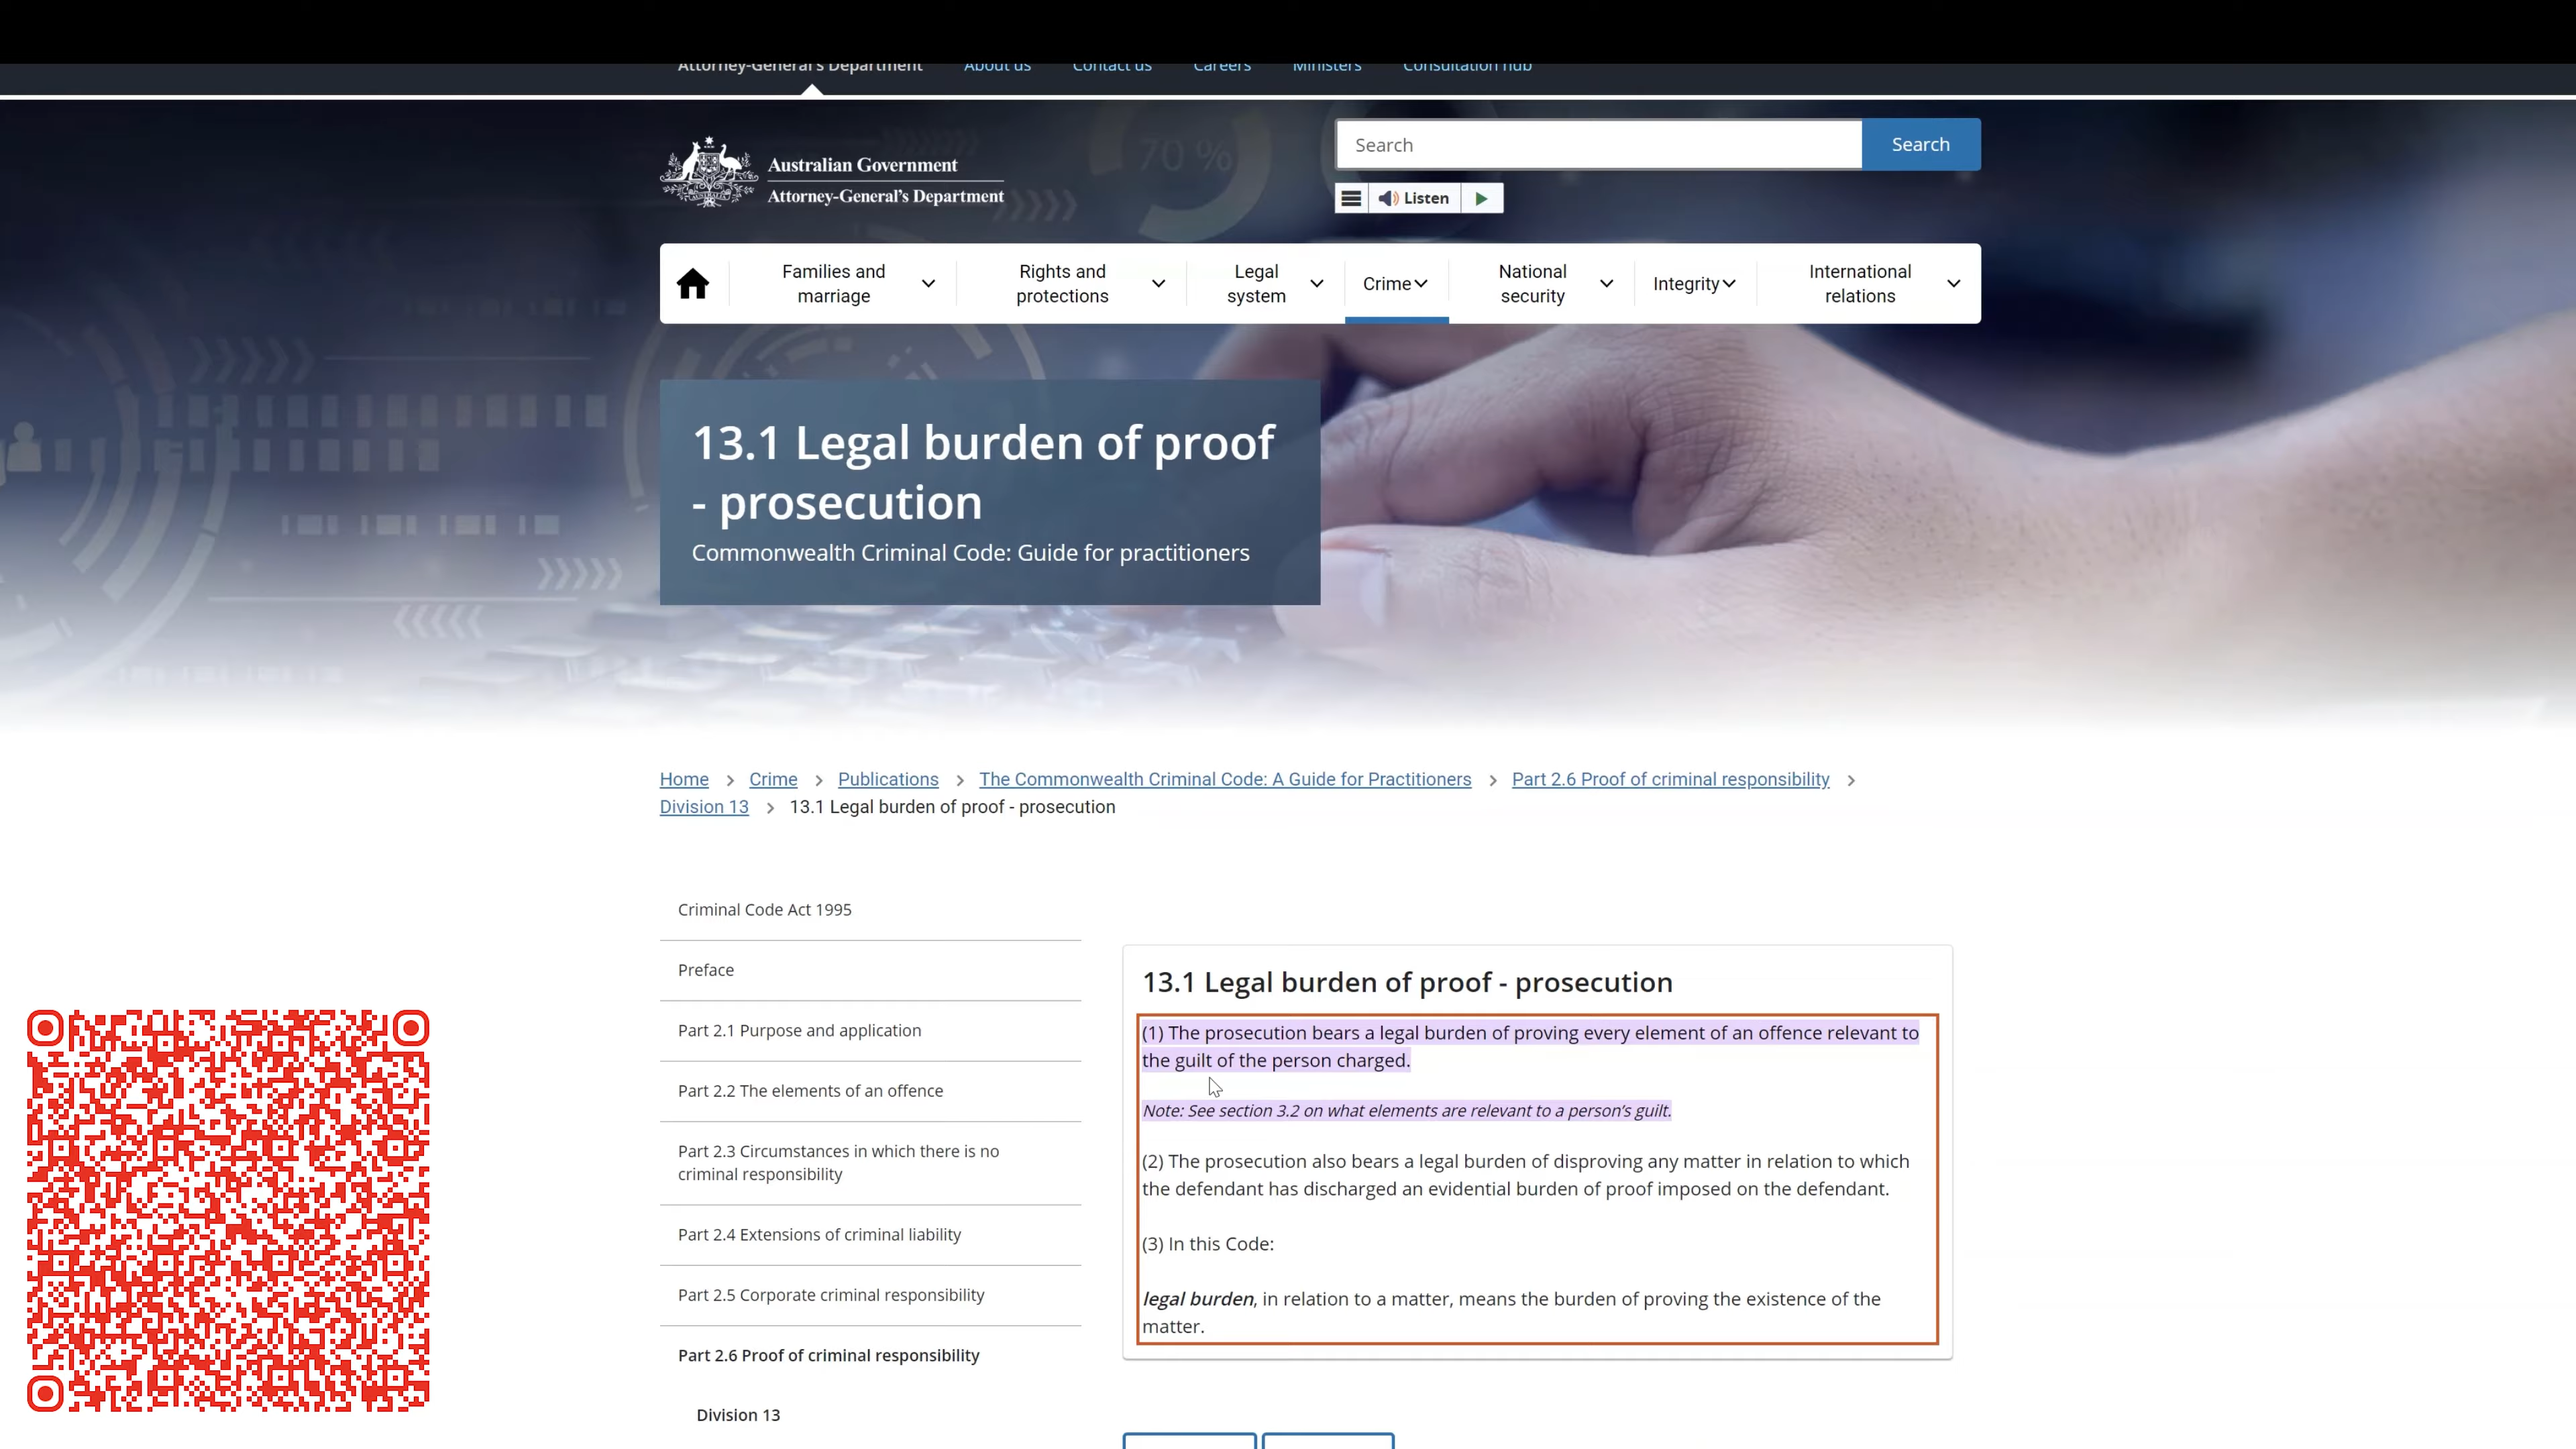 Attorney-General's Department About us Contact us Careers Ministers Consultation hub
70 %
Australian Government
Attorney-General's Department
Search
Search
Listen
Families and
marriage
Rights and
protections
Legal
system
Crime
National
security
Integrity
International
relations
13.1 Legal burden of proof
- prosecution
Commonwealth Criminal Code: Guide for practitioners
Home > Crime > Publications > The Commonwealth Criminal Code: A Guide for Practitioners > Part 2.6 Proof of criminal responsibility >
Division 13 > 13.1 Legal burden of proof - prosecution
Criminal Code Act 1995
Preface
Part 2.1 Purpose and application
Part 2.2 The elements of an offence
Part 2.3 Circumstances in which there is no
criminal responsibility
Part 2.4 Extensions of criminal liability
Part 2.5 Corporate criminal responsibility
Part 2.6 Proof of criminal responsibility
Division 13
13.1 Legal burden of proof - prosecution
(1) The prosecution bears a legal burden of proving every element of an offence relevant to
the guilt of the person charged.
Note: See section 3.2 on what elements are relevant to a person's guilt.
(2) The prosecution also bears a legal burden of disproving any matter in relation to which
the defendant has discharged an evidential burden of proof imposed on the defendant.
(3) In this Code:
legal burden, in relation to a matter, means the burden of proving the existence of the
matter.